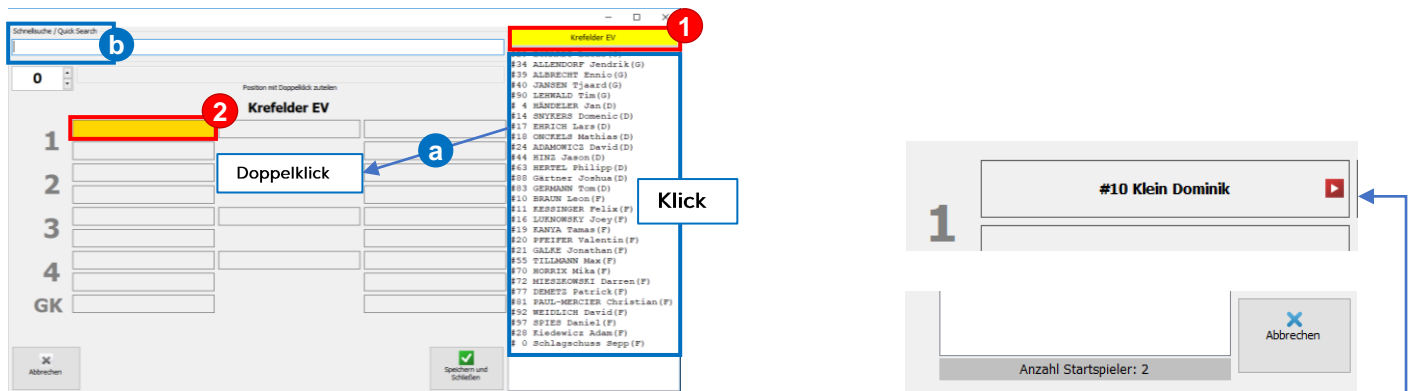 Schnellsuche / Quick Search
b
1
Krefelder EV
0
Position mit Doppelklick zuteilen
Krefelder EV
2
1
2
3
4
GK
Doppelklick
a
Klick
#34 ALLENDORF Jendrik(G)
#39 ALBRECHT Ennio(G)
#40 JANSEN Tjaard(G)
#90 LEHWALD Tim(G)
# 4 HÄNDELER Jan(D)
#14 SNYKERS Domenic(D)
#17 EHRICH Lars(D)
#18 ONCKELS Mathias(D)
#24 ADAMOWICZ David(D)
#44 HINZ Jason(D)
#63 HERTEL Philipp(D)
#88 Gärtner Joshua(D)
#83 GERMANN Tom(D)
#10 BRAUN Leon(F)
#11 KESSINGER Felix(F)
#16 LUKNOWSKY Joey(F)
#19 KANYA Tamas(F)
#20 PFEIFER Valentin(F)
#21 GALKE Jonathan(F)
#55 TILLMANN Max(F)
#70 HORRIX Mika(F)
#72 MIESZKOWSKI Darren(F)
#77 DEMETZ Patrick(F)
#81 PAUL-MERCIER Christian(F)
#92 WEIDLICH David(F)
#97 SPIES Daniel(F)
#28 Kiedewicz Adam(F)
# 0 Schlagschuss Sepp(F)
Abbrechen
Speichern und
Schließen
1
#10 Klein Dominik
Abbrechen
Anzahl Startspieler: 2